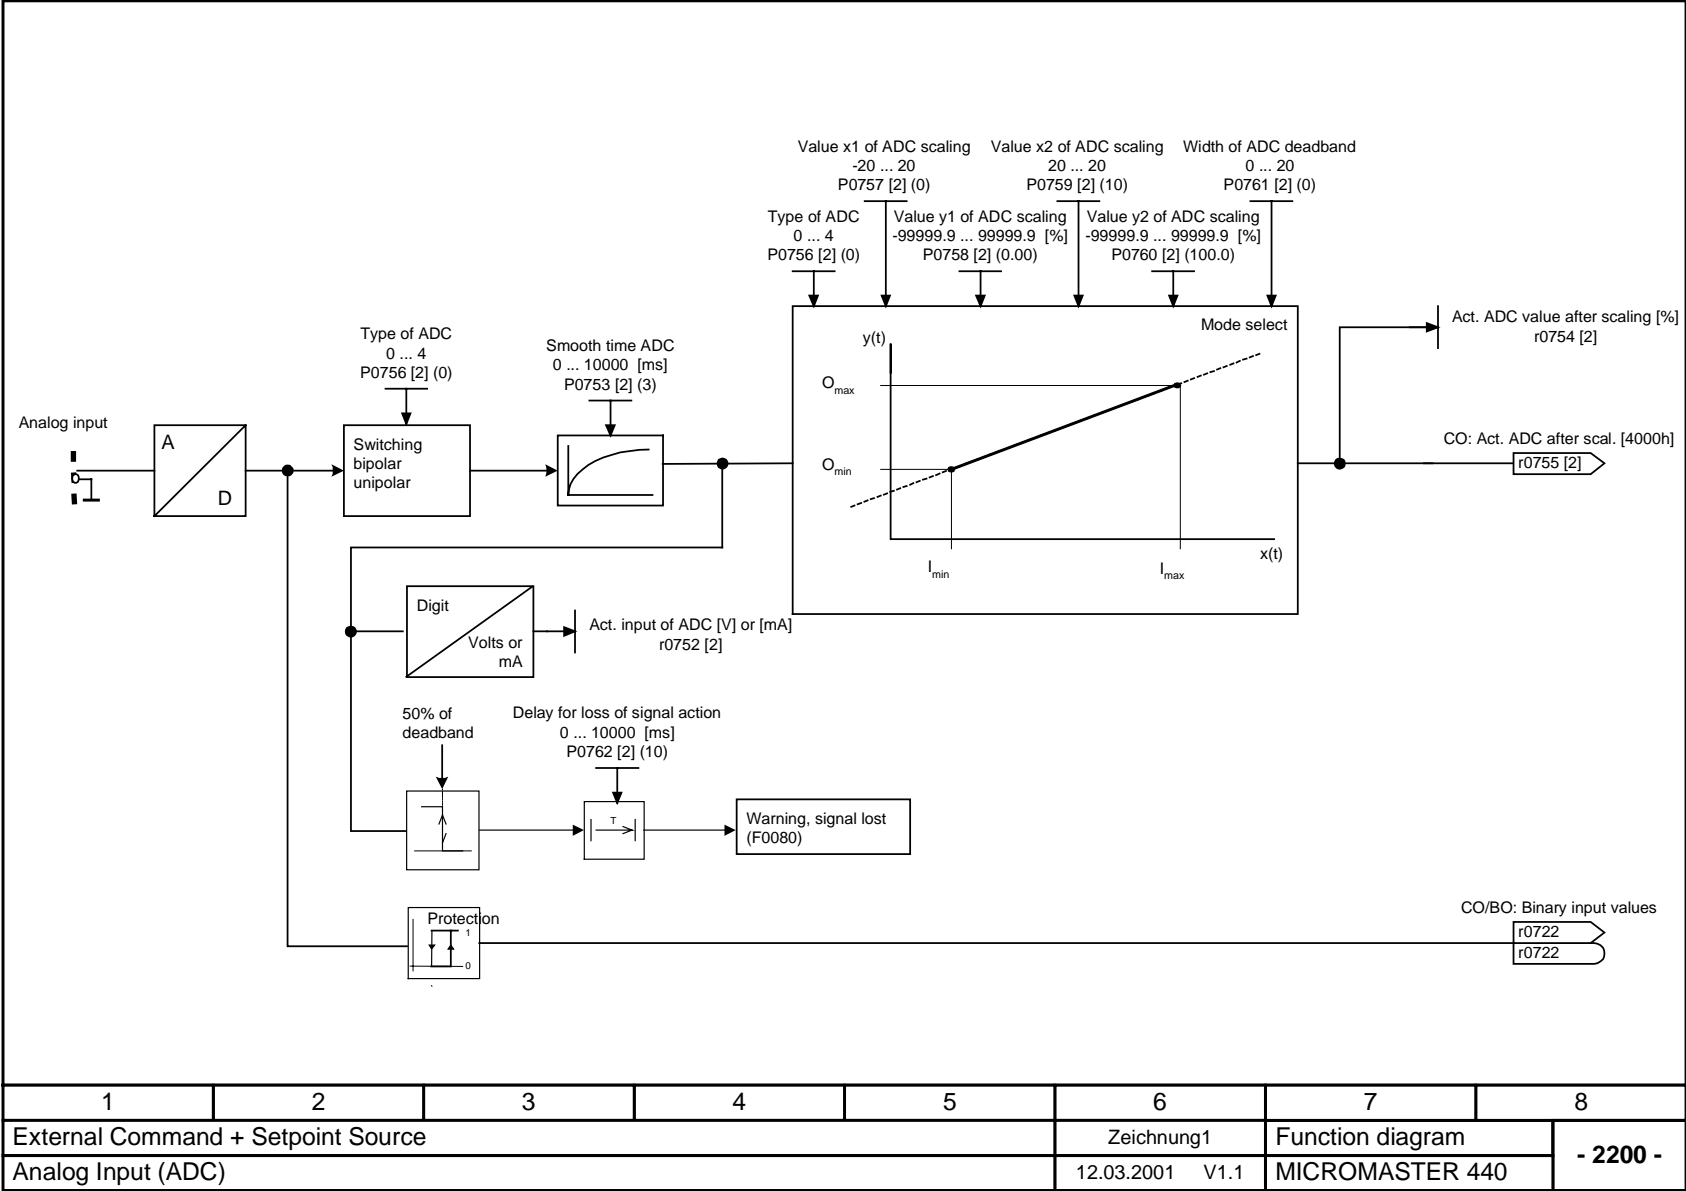 Value x1 of ADC scaling
-20 ... 20
P0757 [2] (0)
Value x2 of ADC scaling
20 ... 20
P0759 [2] (10)
Width of ADC deadband
0 ... 20
P0761 [2] (0)
Type of ADC
0 ... 4
P0756 [2] (0)
Value y1 of ADC scaling
-99999.9 ... 99999.9 [%]
P0758 [2] (0.00)
Value y2 of ADC scaling
-99999.9 ... 99999.9 [%]
P0760 [2] (100.0)
Mode select
y(t)
Omax
Omin
Imin
Imax
x(t)
Act. ADC value after scaling [%]
r0754 [2]
CO: Act. ADC after scal. [4000h]
r0755 [2]
Type of ADC
0 ... 4
P0756 [2] (0)
Smooth time ADC
0 ... 10000 [ms]
P0753 [2] (3)
Analog input
A
D
Switching
bipolar
unipolar
Digit
Volts or
mA
Act. input of ADC [V] or [mA]
r0752 [2]
50% of
deadband
Delay for loss of signal action
0 ... 10000 [ms]
P0762 [2] (10)
T
Warning, signal lost
(F0080)
Protection
1
0
CO/BO: Binary input values
r0722
r0722
1 2 3 4 5 6 7 8
External Command + Setpoint Source
Zeichnung1
Function diagram
- 2200 -
Analog Input (ADC)
12.03.2001 V1.1
MICROMASTER 440